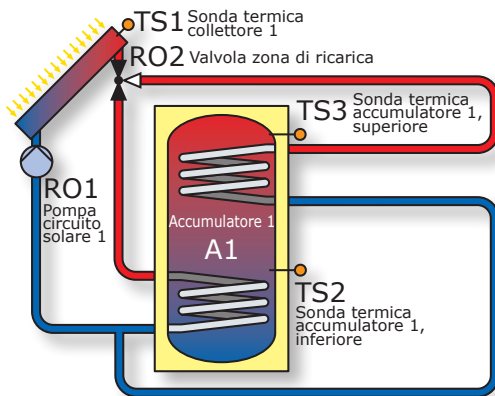 TS1 Sonda termica
collettore 1
RO2 Valvola zona di ricarica
TS3 Sonda termica
accumulatore 1,
superiore
RO1
Pompa
circuito
solare 1
Accumulatore 1
A1
TS2
Sonda termica
accumulatore 1,
inferiore